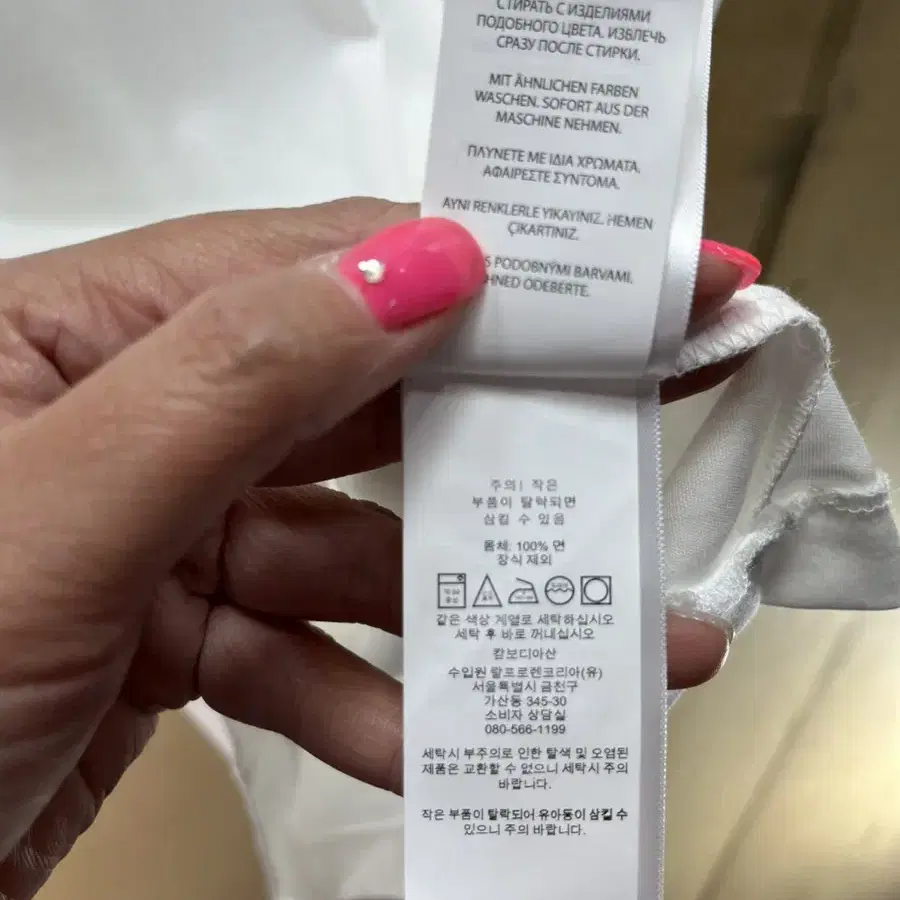 СТИРАТЬ С ИЗДЕЛИЯМИ
ПОДОБНОГО ЦВЕТА. ИЗВЛЕЧЬ
СРАЗУ ПОСЛЕ СТИРКИ.
MIT ÄHNLICHEN FARBEN
WASCHEN. SOFORT AUS DER
MASCHINE NEHMEN.
ΠΛΥΝΕΤΕ ΜΕ ΙΔΙΑ ΧΡΩΜΑΤΑ.
ΑΦΑΙΡΕΣΤΕ ΣΥΝΤΟΜΑ.
AYNI RENKLERLE YIKAYINIZ. HEMEN
ÇIKARTINIZ.
S PODOBNÝMI BARVAMI.
HNED ODEBERTE.
주의! 작은
부품이 탈락되면
삼킬 수 있음
몸체: 100% 면
장식 제외
같은 색상 계열로 세탁하십시오
세탁 후 바로 꺼내십시오
캄보디아산
수입원 랄프로렌코리아(유)
서울특별시 금천구
가산동 345-30
소비자 상담실
080-566-1199
세탁시 부주의로 인한 탈색 및 오염된
제품은 교환할 수 없으니 세탁시 주의
바랍니다.
작은 부품이 탈락되어 유아동이 삼킬 수
있으니 주의 바랍니다.